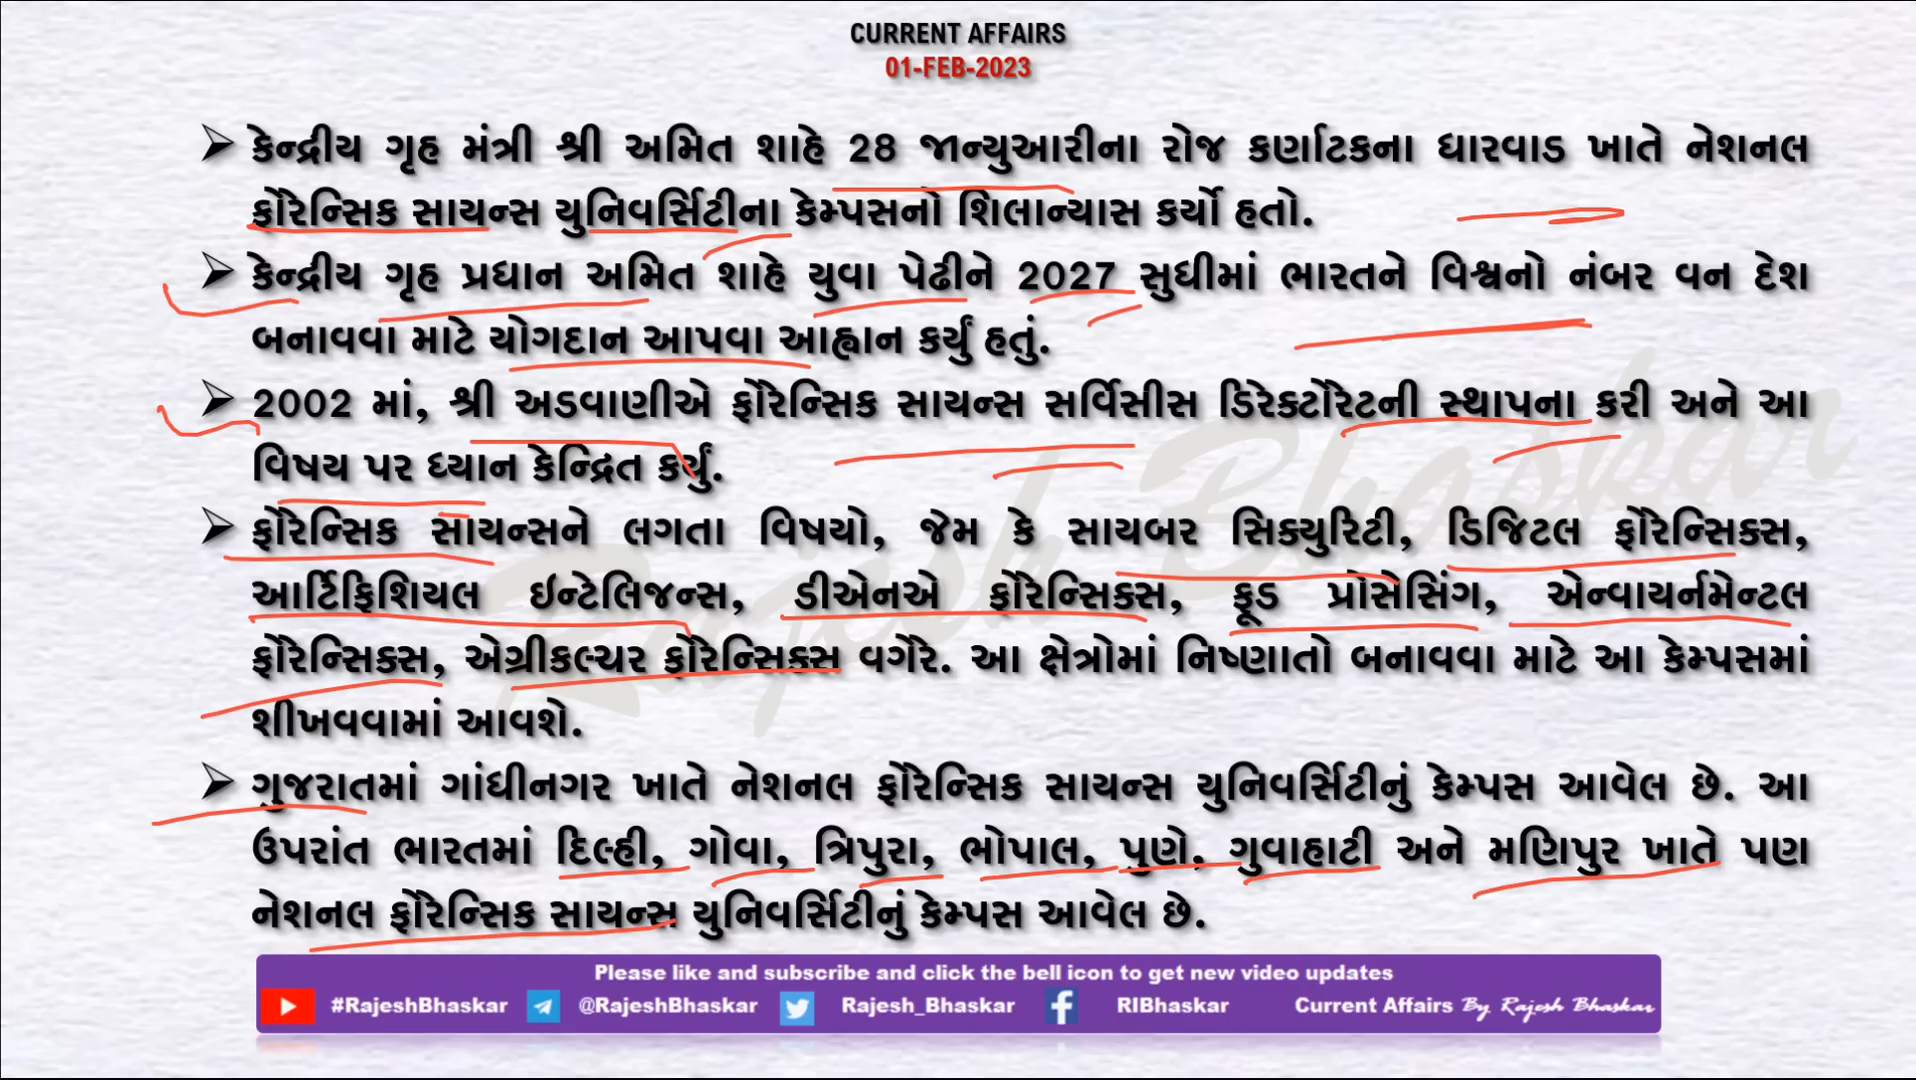 CURRENT AFFAIRS
01-FEB-2023
➢ કેન્દ્રીય ગૃહ મંત્રી શ્રી અમિત શાહે 28 જાન્યુઆરીના રોજ કર્ણાટકના ધારવાડ ખાતે નેશનલ
ફોરેન્સિક સાયન્સ યુનિવર્સિટીના કેમ્પસનો શિલાન્યાસ કર્યો હતો.
➢ કેન્દ્રીય ગૃહ પ્રધાન અમિત શાહે યુવા પેઢીને 2027 સુધીમાં ભારતને વિશ્વનો નંબર વન દેશ
બનાવવા માટે યોગદાન આપવા આહ્વાન કર્યું હતું.
➢ 2002 માં, શ્રી અડવાણીએ ફોરેન્સિક સાયન્સ સર્વિસીસ ડિરેક્ટોરેટની સ્થાપના કરી અને આ
વિષય પર ધ્યાન કેન્દ્રિત કર્યું.
➢ ફોરેન્સિક સાયન્સને લગતા વિષયો, જેમ કે સાયબર સિક્યુરિટી, ડિજિટલ ફોરેન્સિક્સ,
આર્ટિફિશિયલ ઇન્ટેલિજન્સ, ડીએનએ ફોરેન્સિક્સ, ફૂડ પ્રોસેસિંગ, એન્વાયર્નમેન્ટલ
ફોરેન્સિક્સ, એગ્રીકલ્ચર ફોરેન્સિક્સ વગેરે. આ ક્ષેત્રોમાં નિષ્ણાતો બનાવવા માટે આ કેમ્પસમાં
શીખવવામાં આવશે.
➢ ગુજરાતમાં ગાંધીનગર ખાતે નેશનલ ફોરેન્સિક સાયન્સ યુનિવર્સિટીનું કેમ્પસ આવેલ છે. આ
ઉપરાંત ભારતમાં દિલ્હી, ગોવા, ત્રિપુરા, ભોપાલ, પુણે, ગુવાહાટી અને મણિપુર ખાતે પણ
નેશનલ ફોરેન્સિક સાયન્સ યુનિવર્સિટીનું કેમ્પસ આવેલ છે.
Rajesh Bhaskar
Please like and subscribe and click the bell icon to get new video updates
#RajeshBhaskar @RajeshBhaskar Rajesh_Bhaskar RIBhaskar Current Affairs By Rajesh Bhaskar